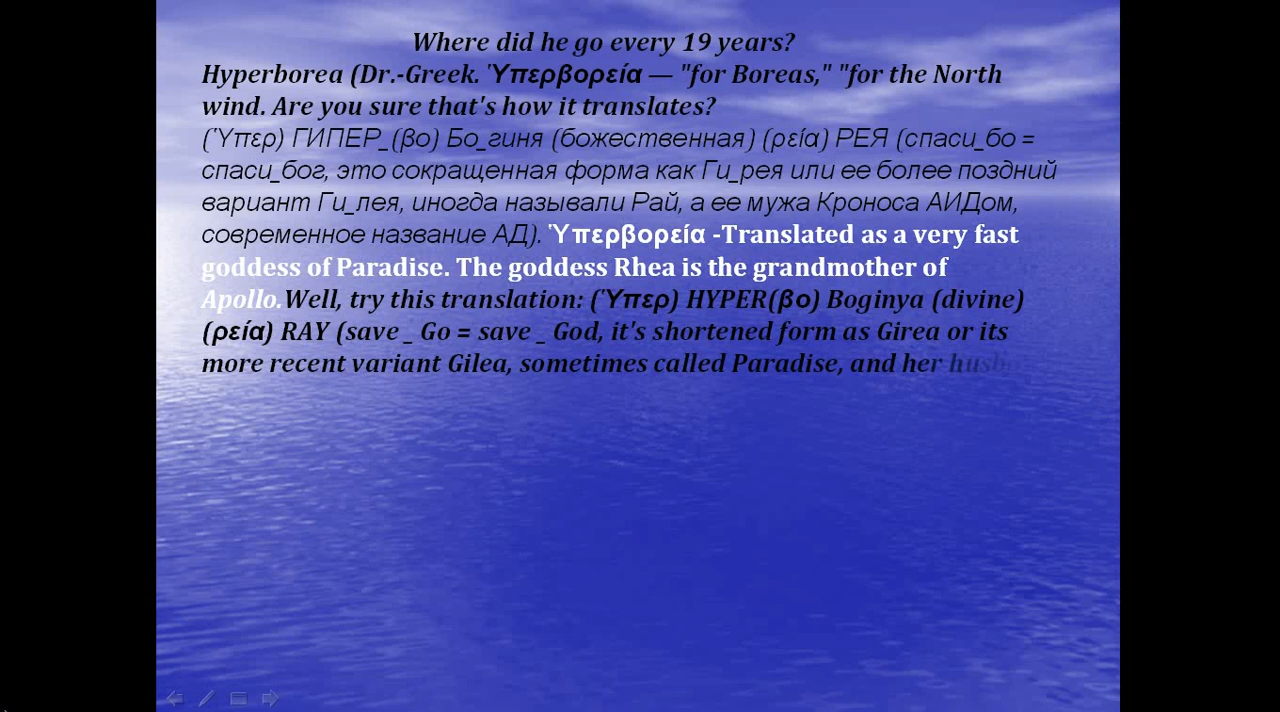 Where did he go every 19 years?
Hyperborea (Dr.-Greek. Ὑπερβορεία — "for Boreas," "for the North
wind. Are you sure that's how it translates?
(Ὑπερ) ГИПЕР_(βο) Бо_гиня (божественная) (ρεία) РЕЯ (спаси_бо =
спаси_бог, это сокращенная форма как Ги_рея или ее более поздний
вариант Ги_лея, иногда называли Рай, а ее мужа Кроноса АИДом,
современное название АД). Ὑπερβορεία -Translated as a very fast
goddess of Paradise. The goddess Rhea is the grandmother of
Apollo.Well, try this translation: (Ὑπερ) HYPER(βο) Boginya (divine)
(ρεία) RAY (save _ Go = save _ God, it's shortened form as Girea or its
more recent variant Gilea, sometimes called Paradise, and her husb